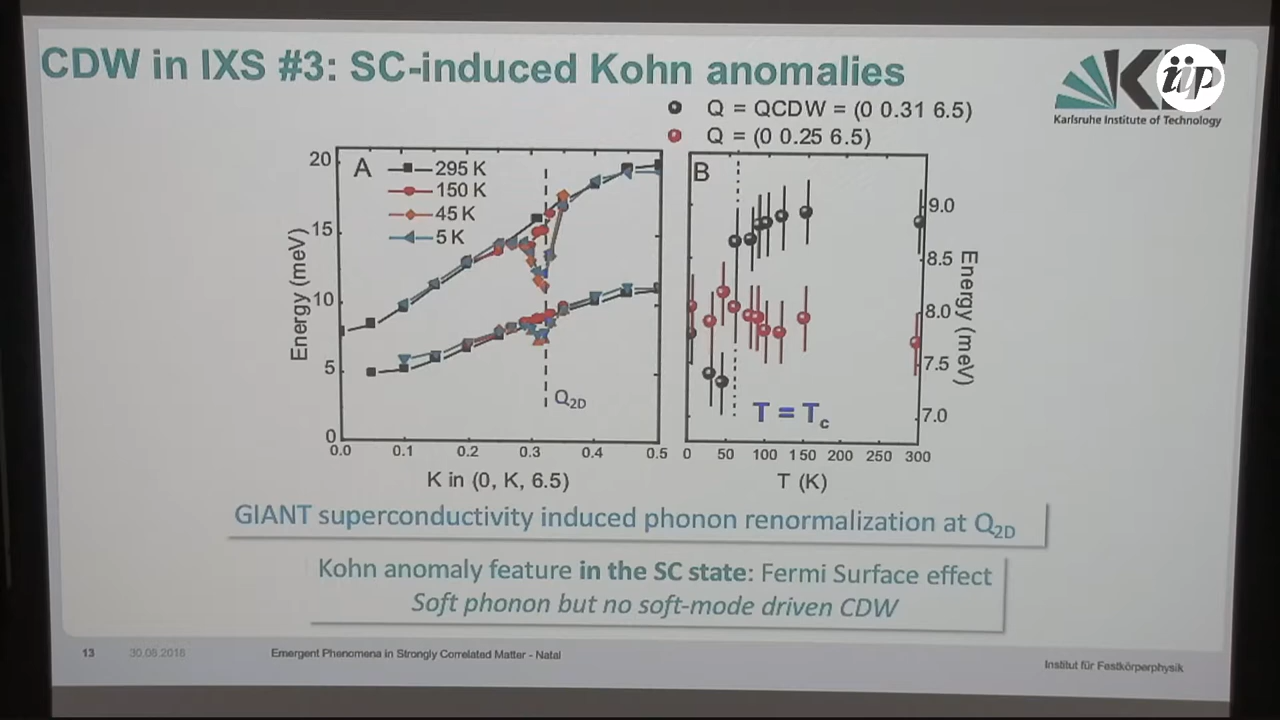 CDW in IXS #3: SC-induced Kohn anomalies
iip
Karlsruhe Institute of Technology
Q = QCDW = (0 0.31 6.5)
Q = (0 0.25 6.5)
A
295 K
150 K
45 K
5 K
20
15
10
5
0
Energy (meV)
Q2D
0.0 0.1 0.2 0.3 0.4 0.5
K in (0, K, 6.5)
B
9.0
8.5
8.0
7.5
7.0
Energy (meV)
T = Tc
0 50 100 150 200 250 300
T (K)
GIANT superconductivity induced phonon renormalization at Q2D
Kohn anomaly feature in the SC state: Fermi Surface effect
Soft phonon but no soft-mode driven CDW
13 30.08.2018 Emergent Phenomena in Strongly Correlated Matter - Natal
Institut für Festkörperphysik